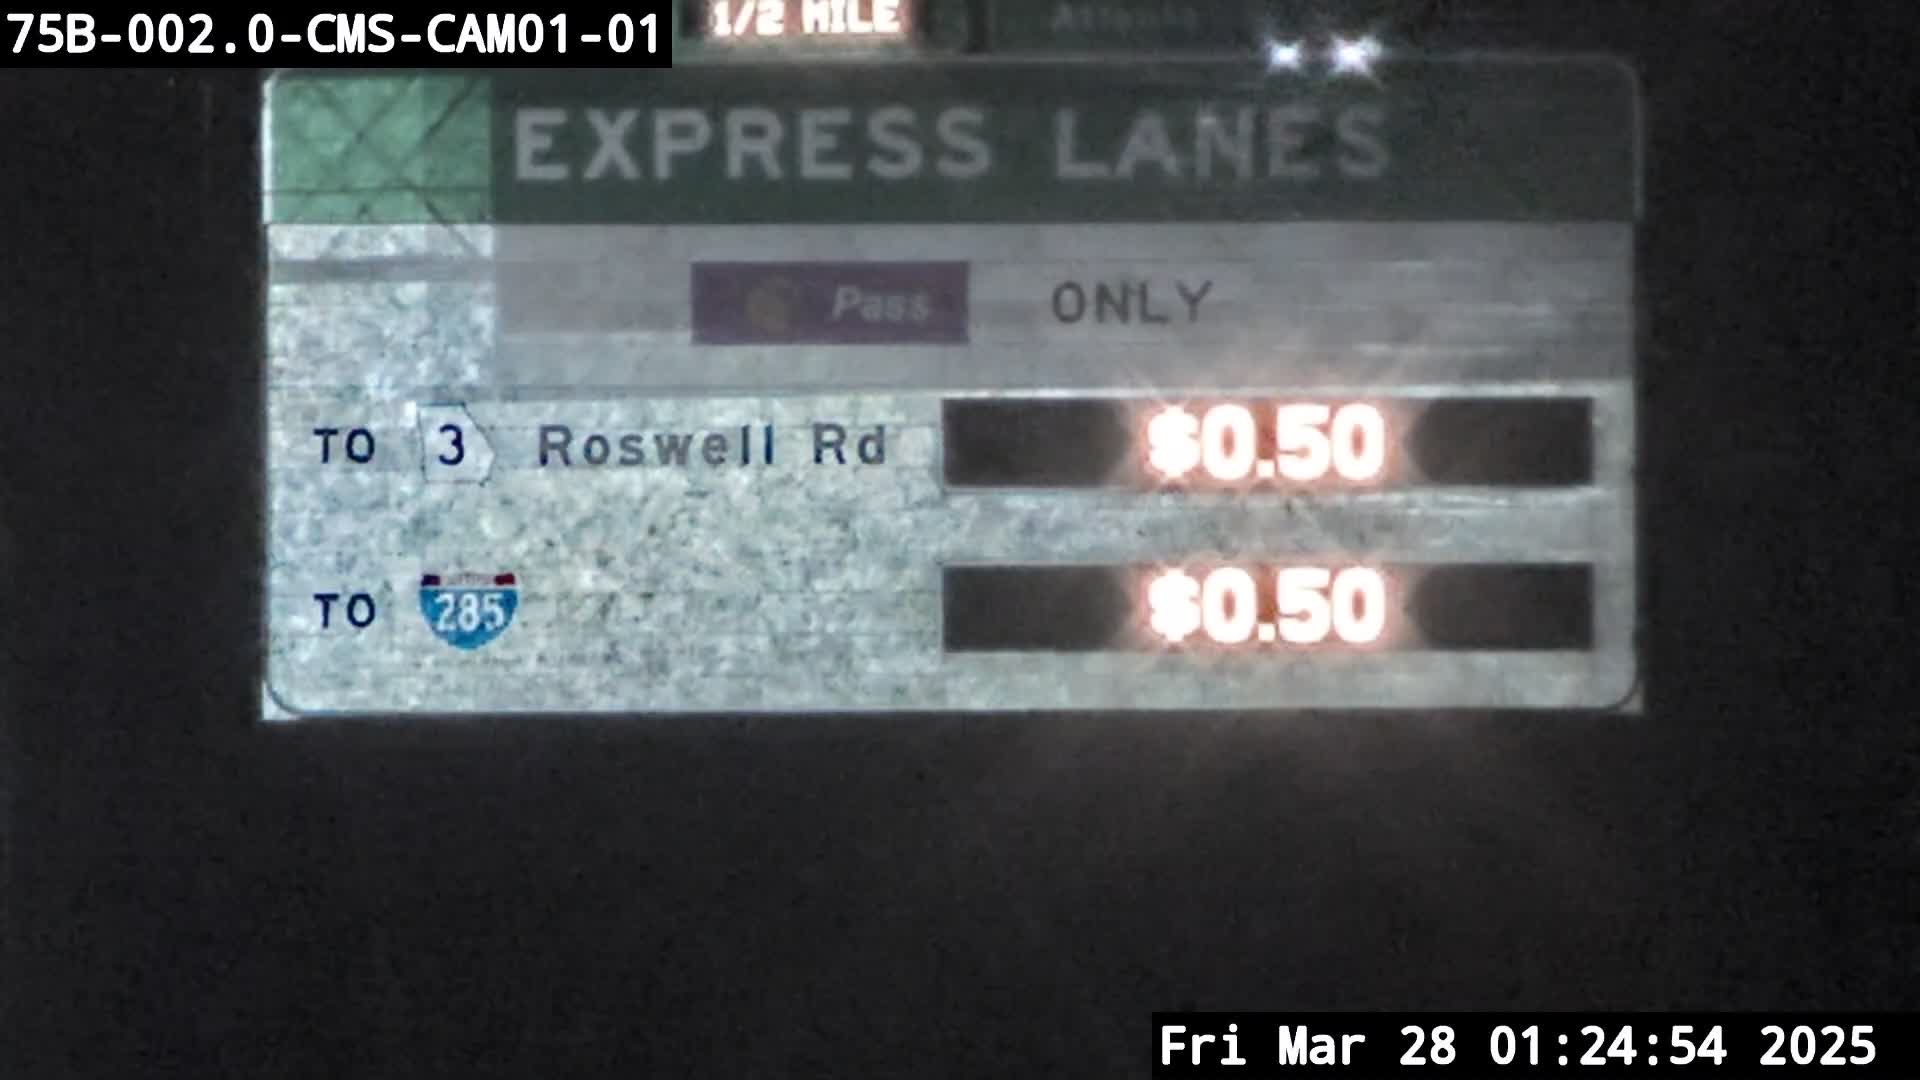 75B-002.0-CMS-CAM01-01
1/2 MILE
EXPRESS LANES
Pass ONLY
TO 3 Roswell Rd $0.50
TO 285 $0.50
Fri Mar 28 01:24:54 2025